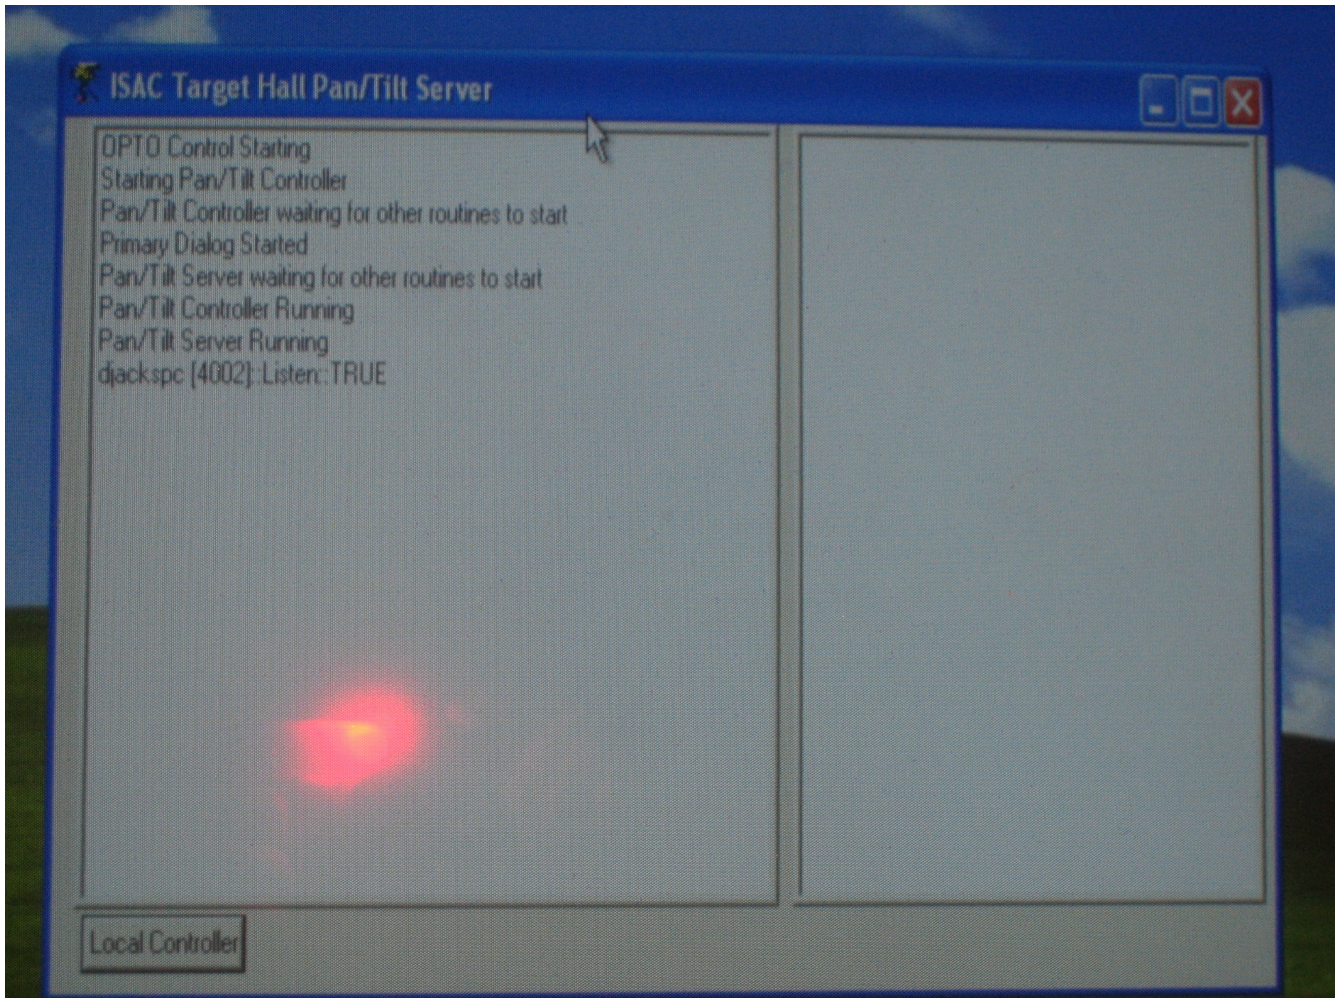 ISAC Target Hall Pan/Tilt Server
OPTO Control Starting
Starting Pan/Tilt Controller
Pan/Tilt Controller waiting for other routines to start
Primary Dialog Started
Pan/Tilt Server waiting for other routines to start
Pan/Tilt Controller Running
Pan/Tilt Server Running
djackspc [4002]::Listen::TRUE
Local Controller